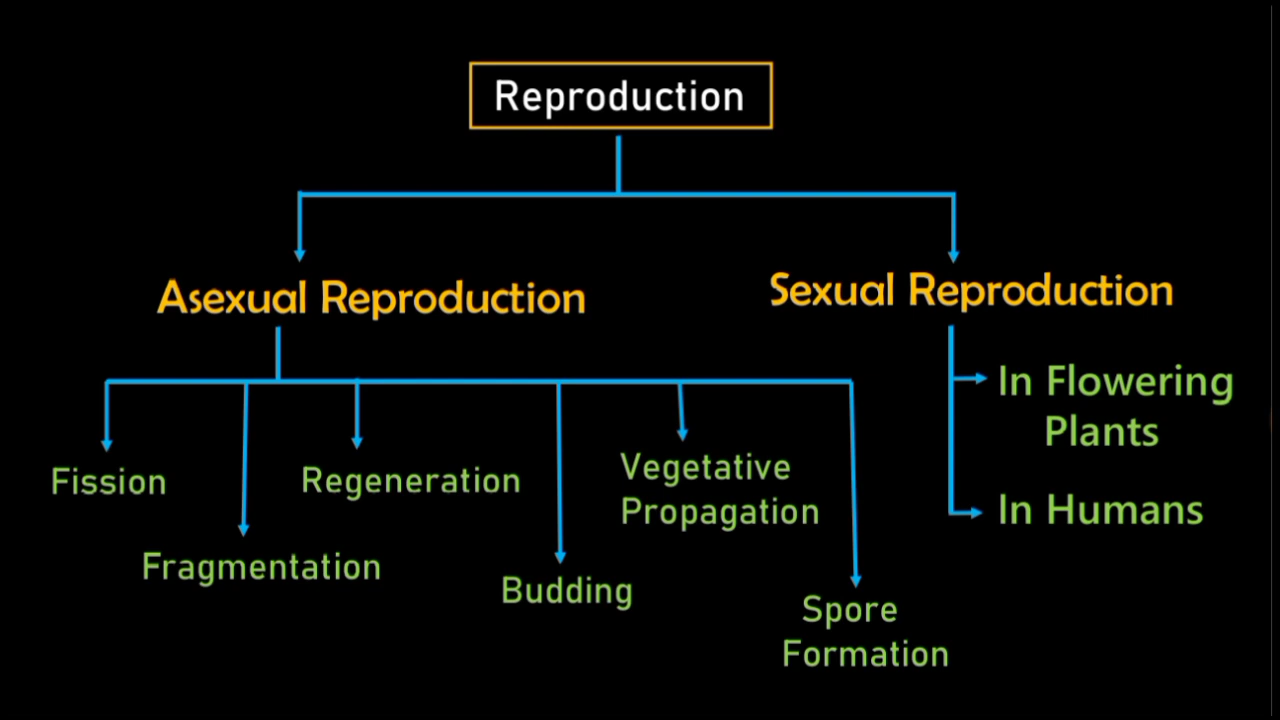 Reproduction
Asexual Reproduction
Sexual Reproduction
Fission
Fragmentation
Regeneration
Budding
Vegetative
Propagation
Spore
Formation
In Flowering
Plants
In Humans